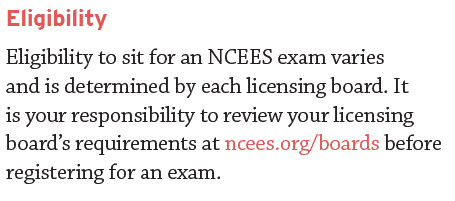 Eligibility
Eligibility to sit for an NCEES exam varies
and is determined by each licensing board. It
is your responsibility to review your licensing
board’s requirements at ncees.org/boards before
registering for an exam.